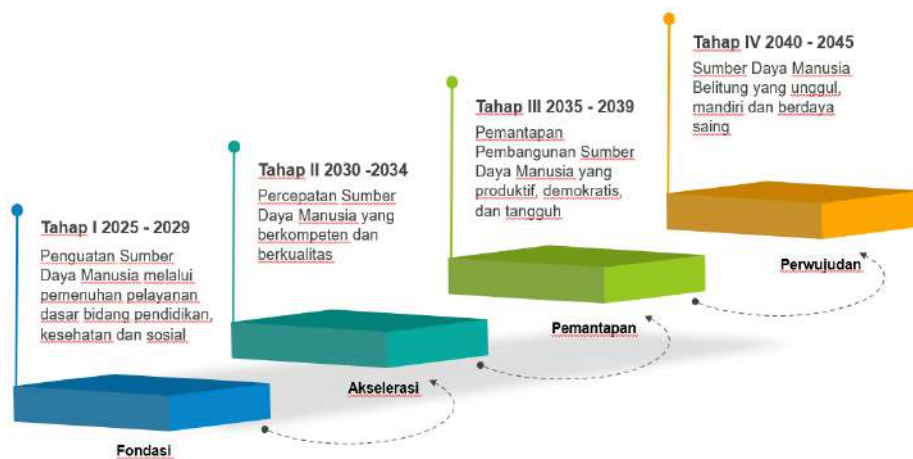 Tahap I 2025 - 2029
Penguatan Sumber
Daya Manusia melalui
pemenuhan pelayanan
dasar bidang pendidikan,
kesehatan dan sosial
Fondasi
Tahap II 2030 -2034
Percepatan Sumber
Daya Manusia yang
berkompeten dan
berkualitas
Akselerasi
Tahap III 2035 - 2039
Pemantapan
Pembangunan Sumber
Daya Manusia yang
produktif, demokratis,
dan tangguh
Pemantapan
Tahap IV 2040 - 2045
Sumber Daya Manusia
Belitung yang unggul,
mandiri dan berdaya
saing
Perwujudan